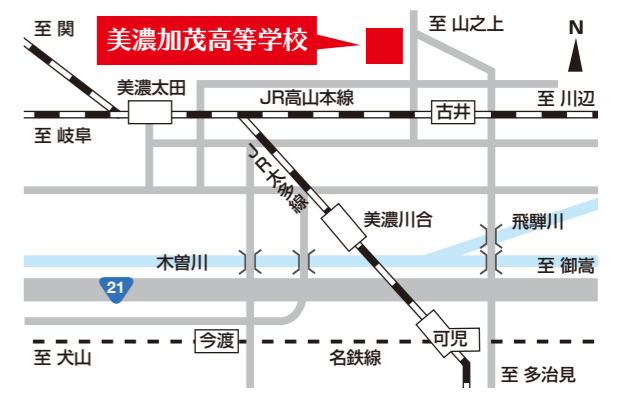 至 関
美濃加茂高等学校
至 山之上
N
美濃太田
JR高山本線
古井
至 川辺
至 岐阜
JR太多線
美濃川合
飛騨川
木曽川
至 御嵩
21
今渡
可児
至 犬山
名鉄線
至 多治見